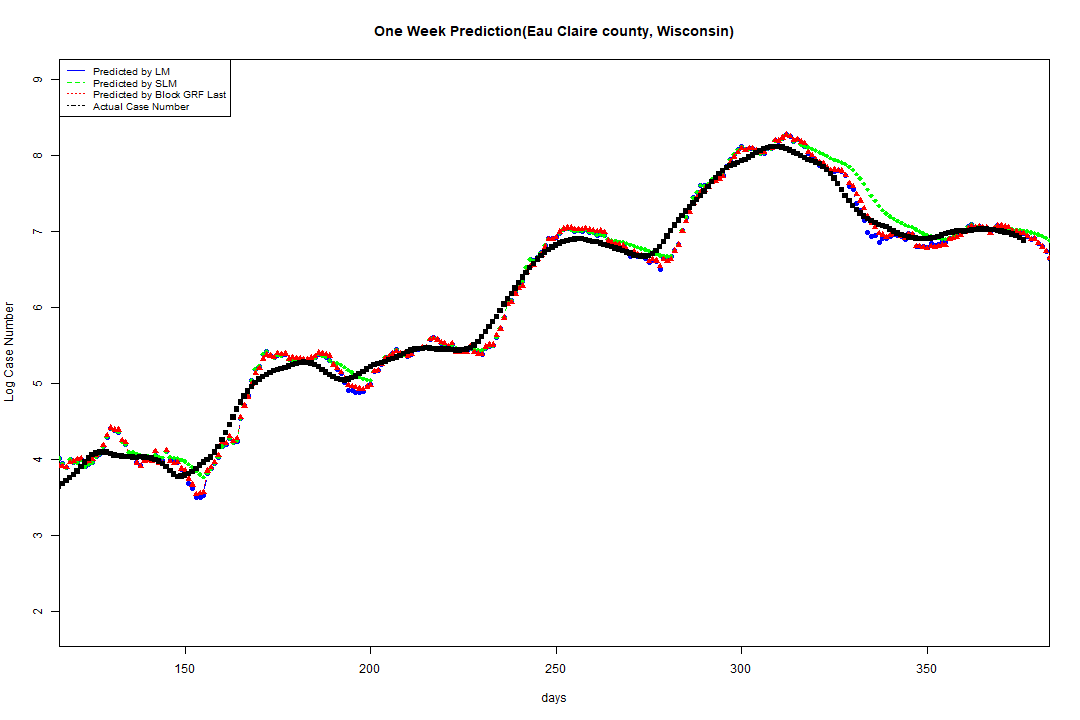 One Week Prediction(Eau Claire county, Wisconsin)
Predicted by LM
Predicted by SLM
Predicted by Block GRF Last
Actual Case Number
9
8
7
6
5
4
3
2
Log Case Number
150 200 250 300 350
days